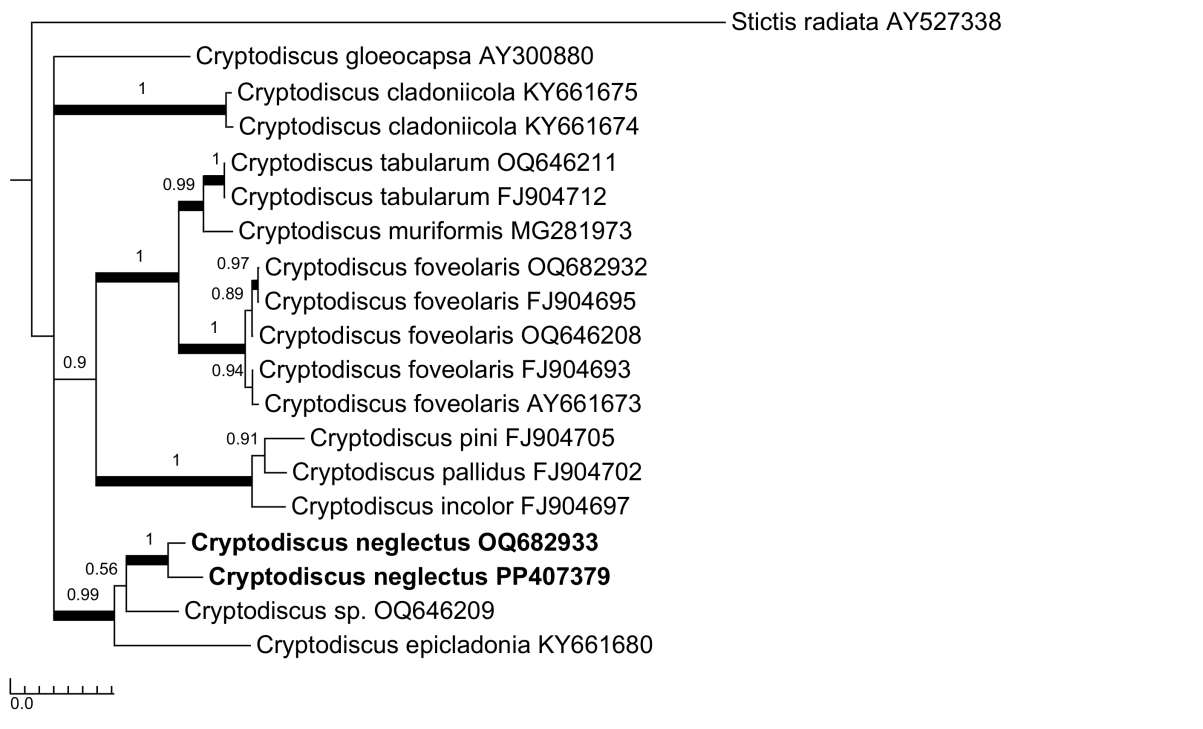 Stictis radiata AY527338
Cryptodiscus gloeocapsa AY300880
1
Cryptodiscus cladoniicola KY661675
Cryptodiscus cladoniicola KY661674
1
Cryptodiscus tabularum OQ646211
0.99
Cryptodiscus tabularum FJ904712
Cryptodiscus muriformis MG281973
1
0.97
Cryptodiscus foveolaris OQ682932
0.89
Cryptodiscus foveolaris FJ904695
1
Cryptodiscus foveolaris OQ646208
0.9
0.94
Cryptodiscus foveolaris FJ904693
Cryptodiscus foveolaris AY661673
0.91
Cryptodiscus pini FJ904705
1
Cryptodiscus pallidus FJ904702
Cryptodiscus incolor FJ904697
1
Cryptodiscus neglectus OQ682933
0.56
Cryptodiscus neglectus PP407379
0.99
Cryptodiscus sp. OQ646209
Cryptodiscus epicladonia KY661680
0.0